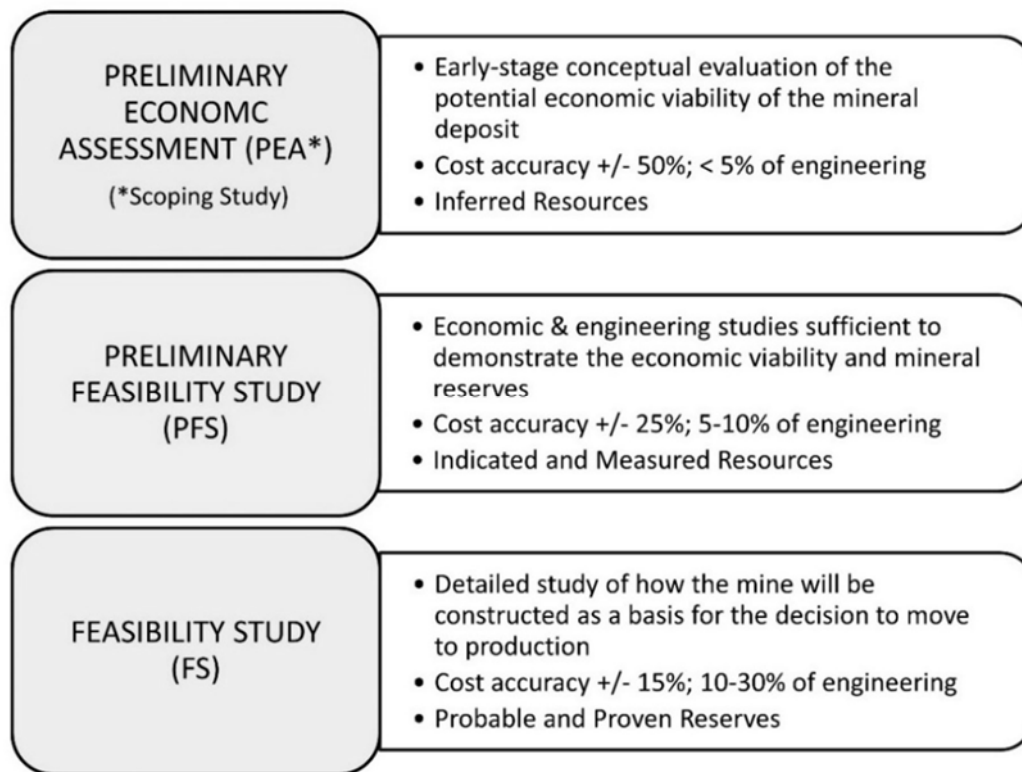 PRELIMINARY
ECONOMC
ASSESSMENT (PEA*)
(*Scoping Study)
• Early-stage conceptual evaluation of the
potential economic viability of the mineral
deposit
• Cost accuracy +/- 50%; < 5% of engineering
• Inferred Resources
PRELIMINARY
FEASIBILITY STUDY
(PFS)
• Economic & engineering studies sufficient to
demonstrate the economic viability and mineral
reserves
• Cost accuracy +/- 25%; 5-10% of engineering
• Indicated and Measured Resources
FEASIBILITY STUDY
(FS)
• Detailed study of how the mine will be
constructed as a basis for the decision to move
to production
• Cost accuracy +/- 15%; 10-30% of engineering
• Probable and Proven Reserves